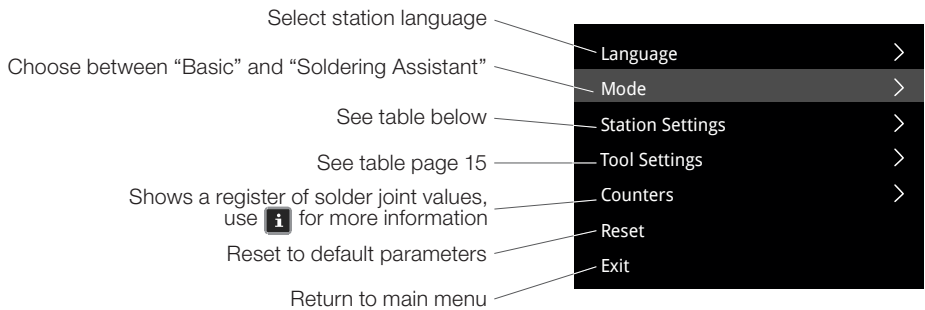 Select station language
Choose between “Basic” and “Soldering Assistant”
See table below
See table page 15
Shows a register of solder joint values,
use i for more information
Reset to default parameters
Return to main menu
Language
Mode
Station Settings
Tool Settings
Counters
Reset
Exit